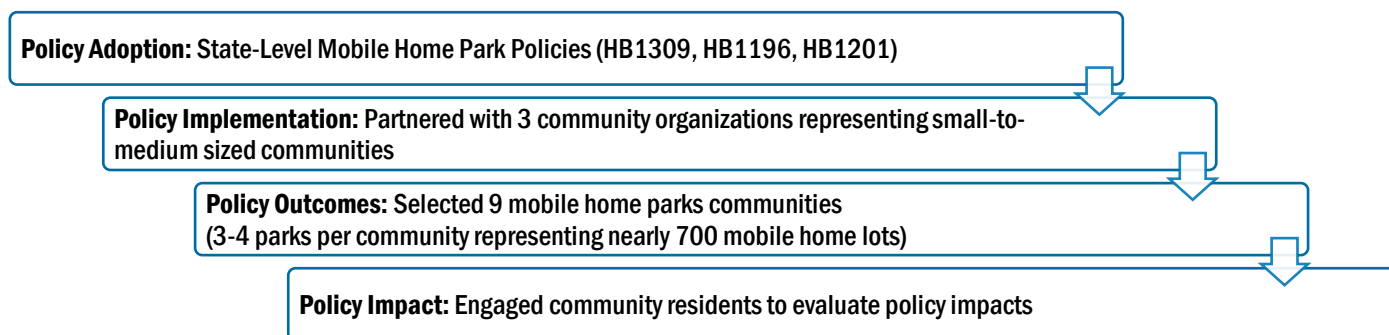 Policy Adoption: State-Level Mobile Home Park Policies (HB1309, HB1196, HB1201)
Policy Implementation: Partnered with 3 community organizations representing small-to-
medium sized communities
Policy Outcomes: Selected 9 mobile home parks communities
(3-4 parks per community representing nearly 700 mobile home lots)
Policy Impact: Engaged community residents to evaluate policy impacts